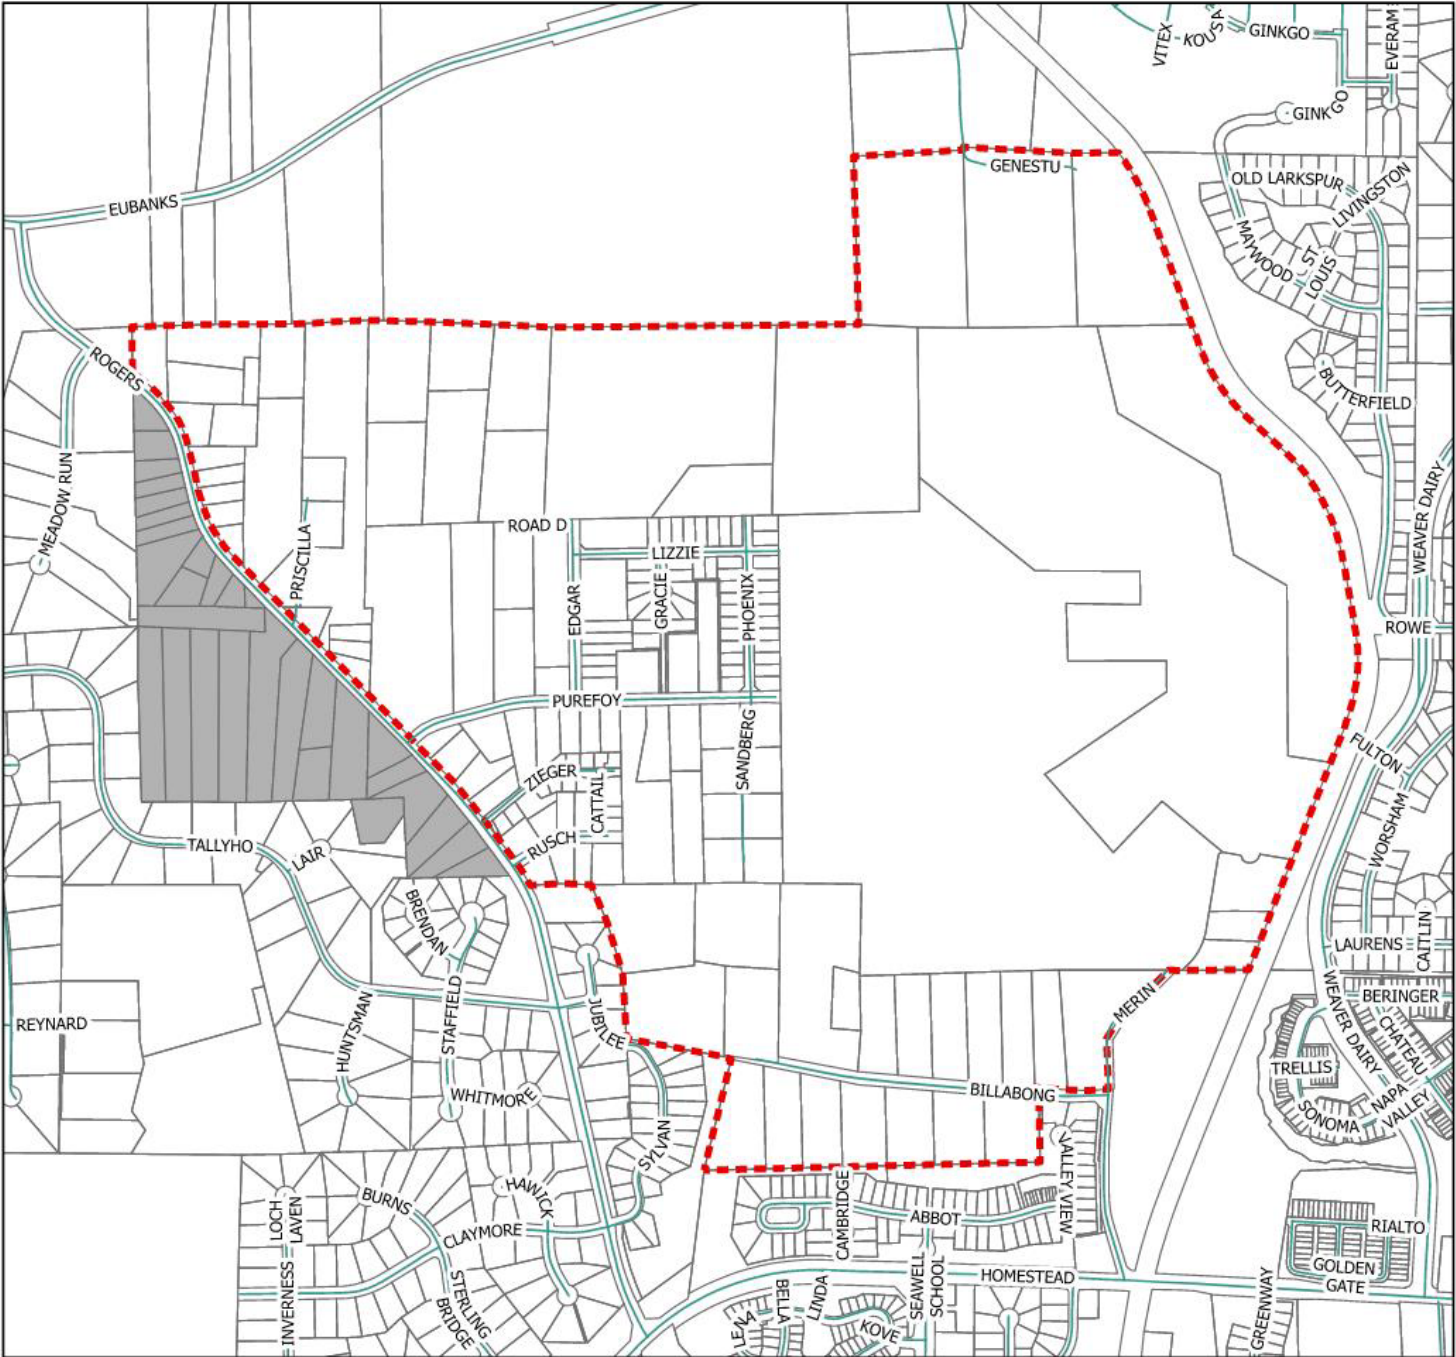 VITEX
KOUSA
GINKGO
EVERAM
GINKGO
GENESTU
OLD LARKSPUR
LIVINGSTON
EUBANKS
MAYWOOD
ST
LOUIS
ROGERS
BUTTERFIELD
MEADOW RUN
WEAVER DAIRY
ROAD D
LIZZIE
PRISCILLA
EDGAR
GRACIE
PHOENIX
ROWE
PUREFOY
SANDBERG
FULTON
ZIEGER
CATTAIL
WORSHAM
RUSCH
TALLYHO
LAIR
BRENDAN
LAURENS
CAITLIN
MERIN
BERINGER
REYNARD
HUNTSMAN
STAFFIELD
JUBILEE
WEAVER DAIRY
CHATEAU
TRELLIS
WHITMORE
BILLABONG
SONOMA
NAPA
VALLEY
SYLVAN
VALLEY VIEW
LOCH
LAVEN
BURNS
HAWICK
CAMBRIDGE
ABBOT
CLAYMORE
RIALTO
INVERNESS
STERLING
BRIDGE
BELLA
LINDA
SEAWELL
SCHOOL
HOMESTEAD
GOLDEN
GATE
GREENWAY
KOVE